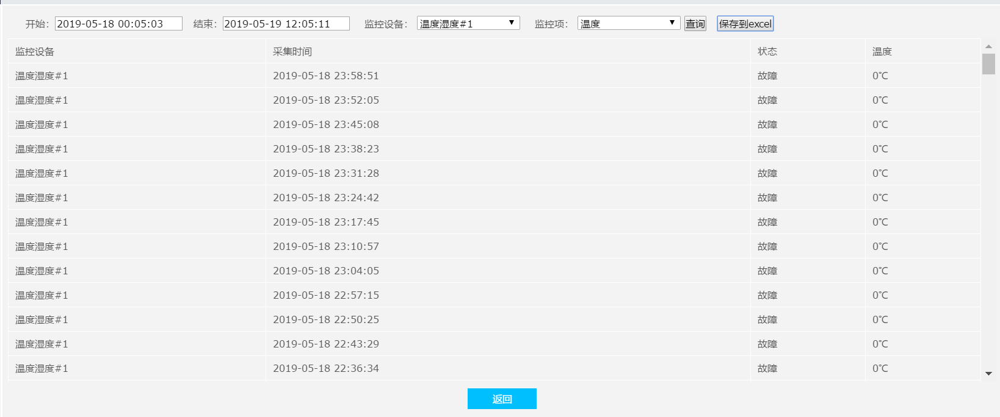 开始: 2019-05-18 00:05:03 结束: 2019-05-19 12:05:11 监控设备: 温度湿度#1 监控项: 温度 查询 保存到excel
监控设备 采集时间 状态 温度
温度湿度#1 2019-05-18 23:58:51 故障 0℃
温度湿度#1 2019-05-18 23:52:05 故障 0℃
温度湿度#1 2019-05-18 23:45:08 故障 0℃
温度湿度#1 2019-05-18 23:38:23 故障 0℃
温度湿度#1 2019-05-18 23:31:28 故障 0℃
温度湿度#1 2019-05-18 23:24:42 故障 0℃
温度湿度#1 2019-05-18 23:17:45 故障 0℃
温度湿度#1 2019-05-18 23:10:57 故障 0℃
温度湿度#1 2019-05-18 23:04:05 故障 0℃
温度湿度#1 2019-05-18 22:57:15 故障 0℃
温度湿度#1 2019-05-18 22:50:25 故障 0℃
温度湿度#1 2019-05-18 22:43:29 故障 0℃
温度湿度#1 2019-05-18 22:36:34 故障 0℃
返回